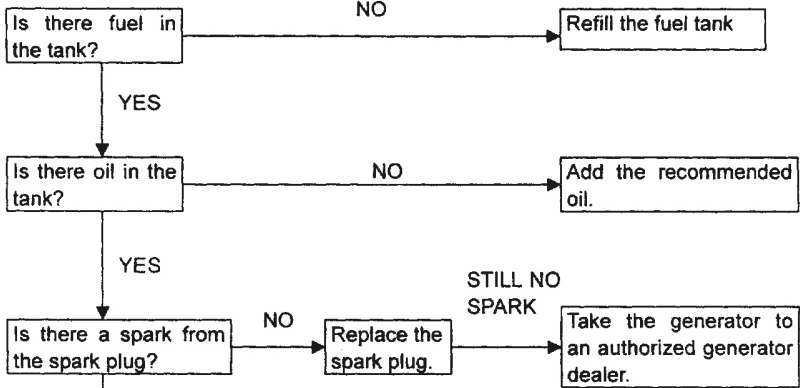 NO
Is there fuel in
the tank?
Refill the fuel tank
YES
Is there oil in the
tank?
NO
Add the recommended
oil.
YES
STILL NO
SPARK
Is there a spark from
the spark plug?
NO
Replace the
spark plug.
Take the generator to
an authorized generator
dealer.